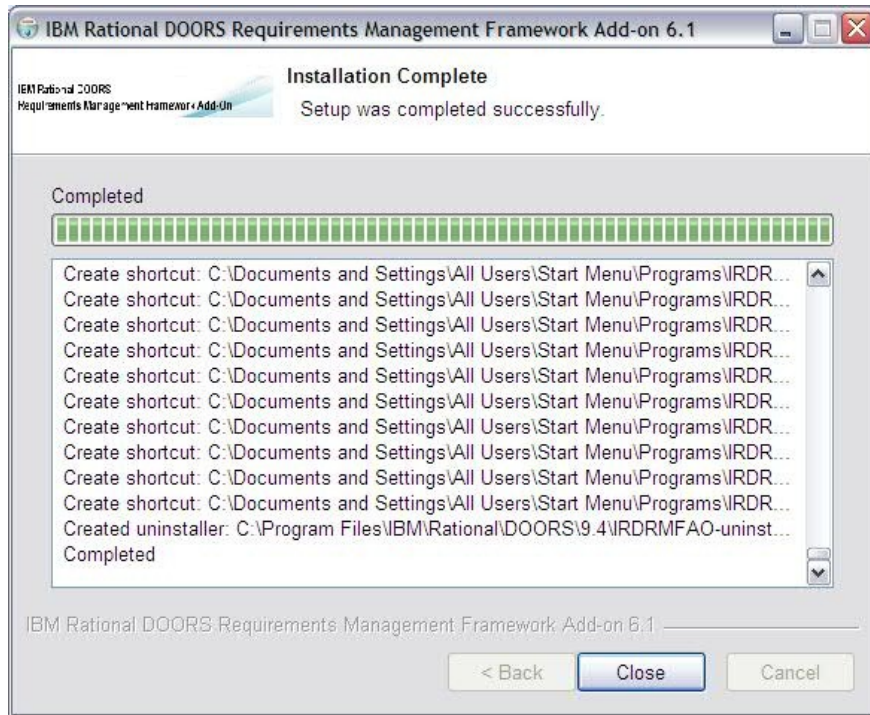 IBM Rational DOORS Requirements Management Framework Add-on 6.1
IBM Rational DOORS
Requirements Management Framework Add-On
Installation Complete
Setup was completed successfully.
Completed
Create shortcut: C:\Documents and Settings\All Users\Start Menu\Programs\IRDR...
Create shortcut: C:\Documents and Settings\All Users\Start Menu\Programs\IRDR...
Create shortcut: C:\Documents and Settings\All Users\Start Menu\Programs\IRDR...
Create shortcut: C:\Documents and Settings\All Users\Start Menu\Programs\IRDR...
Create shortcut: C:\Documents and Settings\All Users\Start Menu\Programs\IRDR...
Create shortcut: C:\Documents and Settings\All Users\Start Menu\Programs\IRDR...
Create shortcut: C:\Documents and Settings\All Users\Start Menu\Programs\IRDR...
Create shortcut: C:\Documents and Settings\All Users\Start Menu\Programs\IRDR...
Create shortcut: C:\Documents and Settings\All Users\Start Menu\Programs\IRDR...
Create shortcut: C:\Documents and Settings\All Users\Start Menu\Programs\IRDR...
Created uninstaller: C:\Program Files\IBM\Rational\DOORS\9.4\IRDRMFAO-uninst...
Completed
IBM Rational DOORS Requirements Management Framework Add-on 6.1
< Back Close Cancel